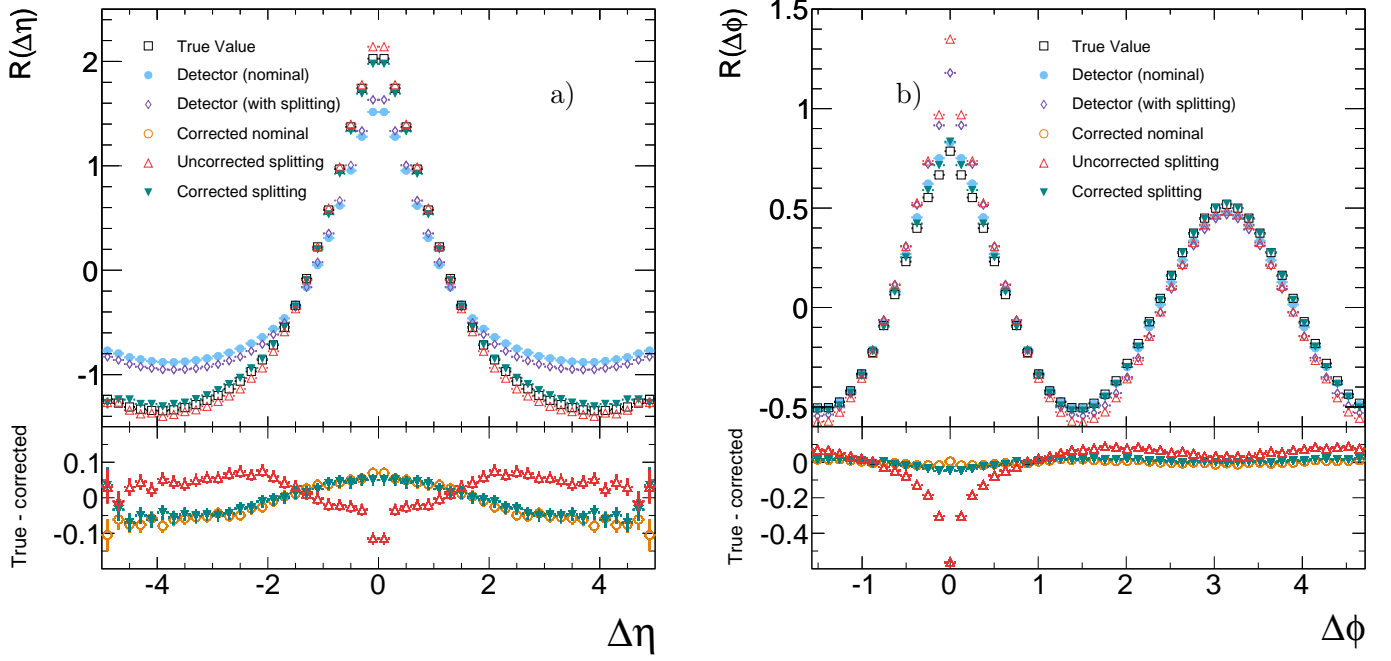 R(Δη)
2
1
0
-1
True Value
Detector (nominal)
Detector (with splitting)
Corrected nominal
Uncorrected splitting
Corrected splitting
a)
True - corrected
0.1
0
-0.1
-4 -2 0 2 4
Δη
R(Δϕ)
1.5
1
0.5
0
-0.5
True Value
Detector (nominal)
Detector (with splitting)
Corrected nominal
Uncorrected splitting
Corrected splitting
b)
True - corrected
0
-0.2
-0.4
-1 0 1 2 3 4
Δϕ